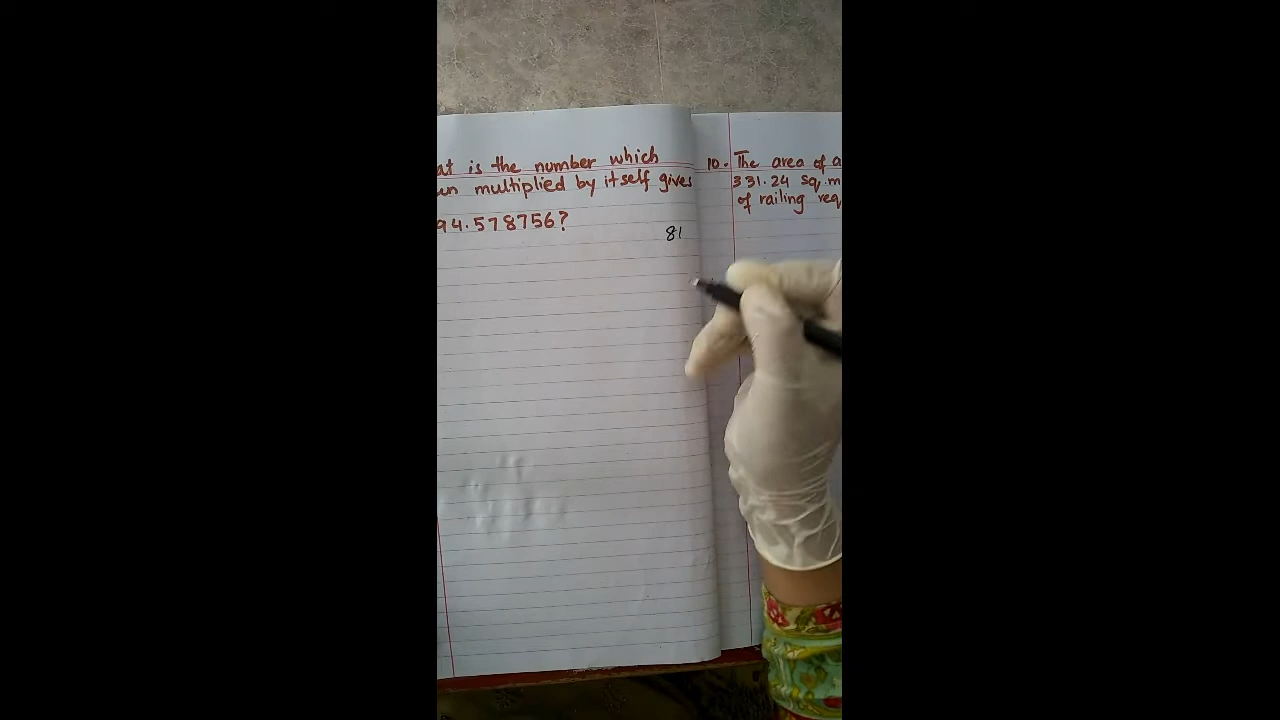 at is the number which
en multiplied by itself gives
94.578756?
81
10. The area of a
331.24 sq.m
of railing req